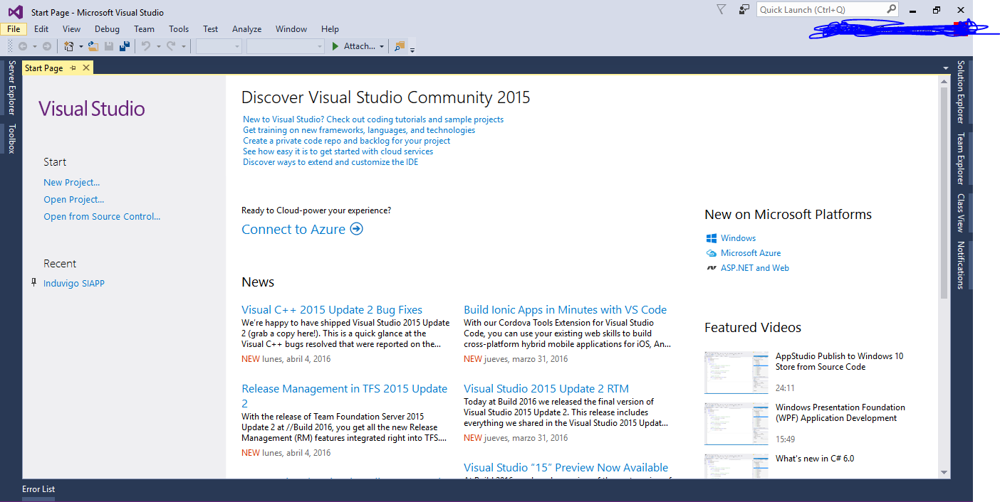 Start Page - Microsoft Visual Studio
Quick Launch (Ctrl+Q)
File Edit View Debug Team Tools Test Analyze Window Help
Attach...
Server Explorer
Toolbox
Start Page
Visual Studio
Start
New Project...
Open Project...
Open from Source Control...
Recent
Induvigo SIAPP
Discover Visual Studio Community 2015
New to Visual Studio? Check out coding tutorials and sample projects
Get training on new frameworks, languages, and technologies
Create a private code repo and backlog for your project
See how easy it is to get started with cloud services
Discover ways to extend and customize the IDE
Ready to Cloud-power your experience?
Connect to Azure
News
Visual C++ 2015 Update 2 Bug Fixes
We're happy to have shipped Visual Studio 2015 Update
2 (grab a copy here!). This is a quick glance at the
Visual C++ bugs resolved that were reported on the...
NEW lunes, abril 4, 2016
Release Management in TFS 2015 Update
2
With the release of Team Foundation Server 2015
Update 2 at //Build 2016, you get all the new Release
Management (RM) features integrated right into TFS....
NEW lunes, abril 4, 2016
Build Ionic Apps in Minutes with VS Code
With our Cordova Tools Extension for Visual Studio
Code, you can use your existing web skills to build
cross-platform hybrid mobile applications for iOS, An...
NEW jueves, marzo 31, 2016
Visual Studio 2015 Update 2 RTM
Today at Build 2016 we released the final version of
Visual Studio 2015 Update 2. This release includes
everything we shared in the Visual Studio 2015 Updat...
NEW jueves, marzo 31, 2016
Visual Studio “15” Preview Now Available
New on Microsoft Platforms
Windows
Microsoft Azure
ASP.NET and Web
Featured Videos
AppStudio Publish to Windows 10
Store from Source Code
24:11
Windows Presentation Foundation
(WPF) Application Development
15:49
What's new in C# 6.0
Solution Explorer
Team Explorer
Class View
Notifications
Error List